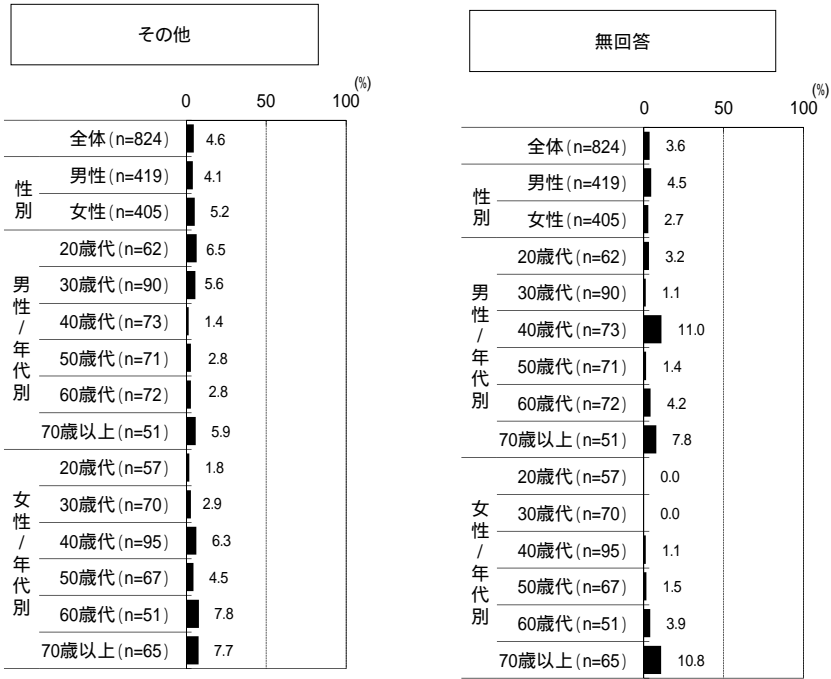 その他
(%)
0 50 100
全体(n=824) 4.6
性別
男性(n=419) 4.1
女性(n=405) 5.2
男性/年代別
20歳代(n=62) 6.5
30歳代(n=90) 5.6
40歳代(n=73) 1.4
50歳代(n=71) 2.8
60歳代(n=72) 2.8
70歳以上(n=51) 5.9
女性/年代別
20歳代(n=57) 1.8
30歳代(n=70) 2.9
40歳代(n=95) 6.3
50歳代(n=67) 4.5
60歳代(n=51) 7.8
70歳以上(n=65) 7.7
無回答
(%)
0 50 100
全体(n=824) 3.6
性別
男性(n=419) 4.5
女性(n=405) 2.7
男性/年代別
20歳代(n=62) 3.2
30歳代(n=90) 1.1
40歳代(n=73) 11.0
50歳代(n=71) 1.4
60歳代(n=72) 4.2
70歳以上(n=51) 7.8
女性/年代別
20歳代(n=57) 0.0
30歳代(n=70) 0.0
40歳代(n=95) 1.1
50歳代(n=67) 1.5
60歳代(n=51) 3.9
70歳以上(n=65) 10.8